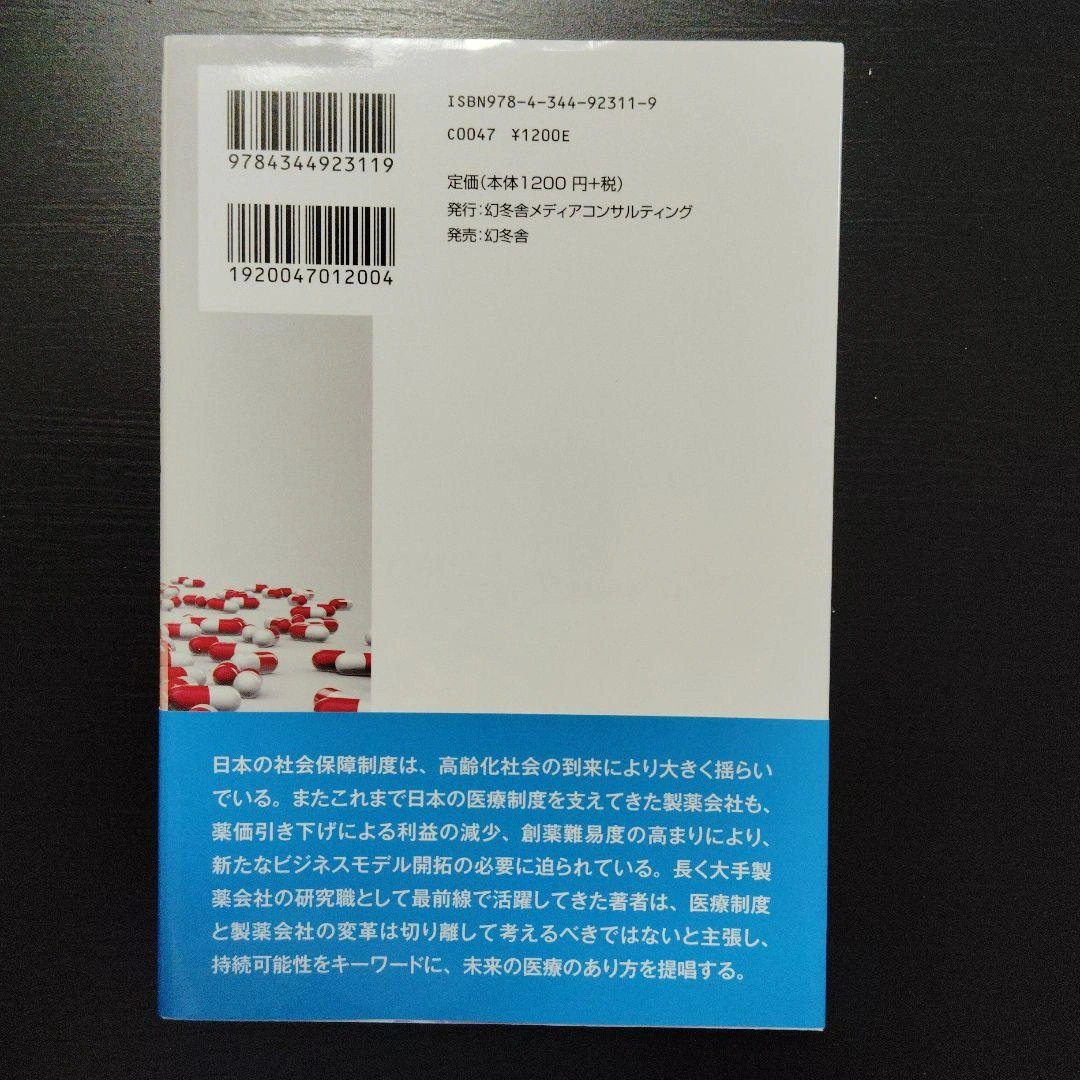 9784344923119
1920047012004
ISBN978-4-344-92311-9
C0047 ¥1200E
定価(本体1200 円+税)
発行:幻冬舎メディアコンサルティング
発売:幻冬舎
日本の社会保障制度は、高齢化社会の到来により大きく揺らい
でいる。またこれまで日本の医療制度を支えてきた製薬会社も、
薬価引き下げによる利益の減少、創薬難易度の高まりにより、
新たなビジネスモデル開拓の必要に迫られている。長く大手製
薬会社の研究職として最前線で活躍してきた著者は、医療制度
と製薬会社の変革は切り離して考えるべきではないと主張し、
持続可能性をキーワードに、未来の医療のあり方を提唱する。